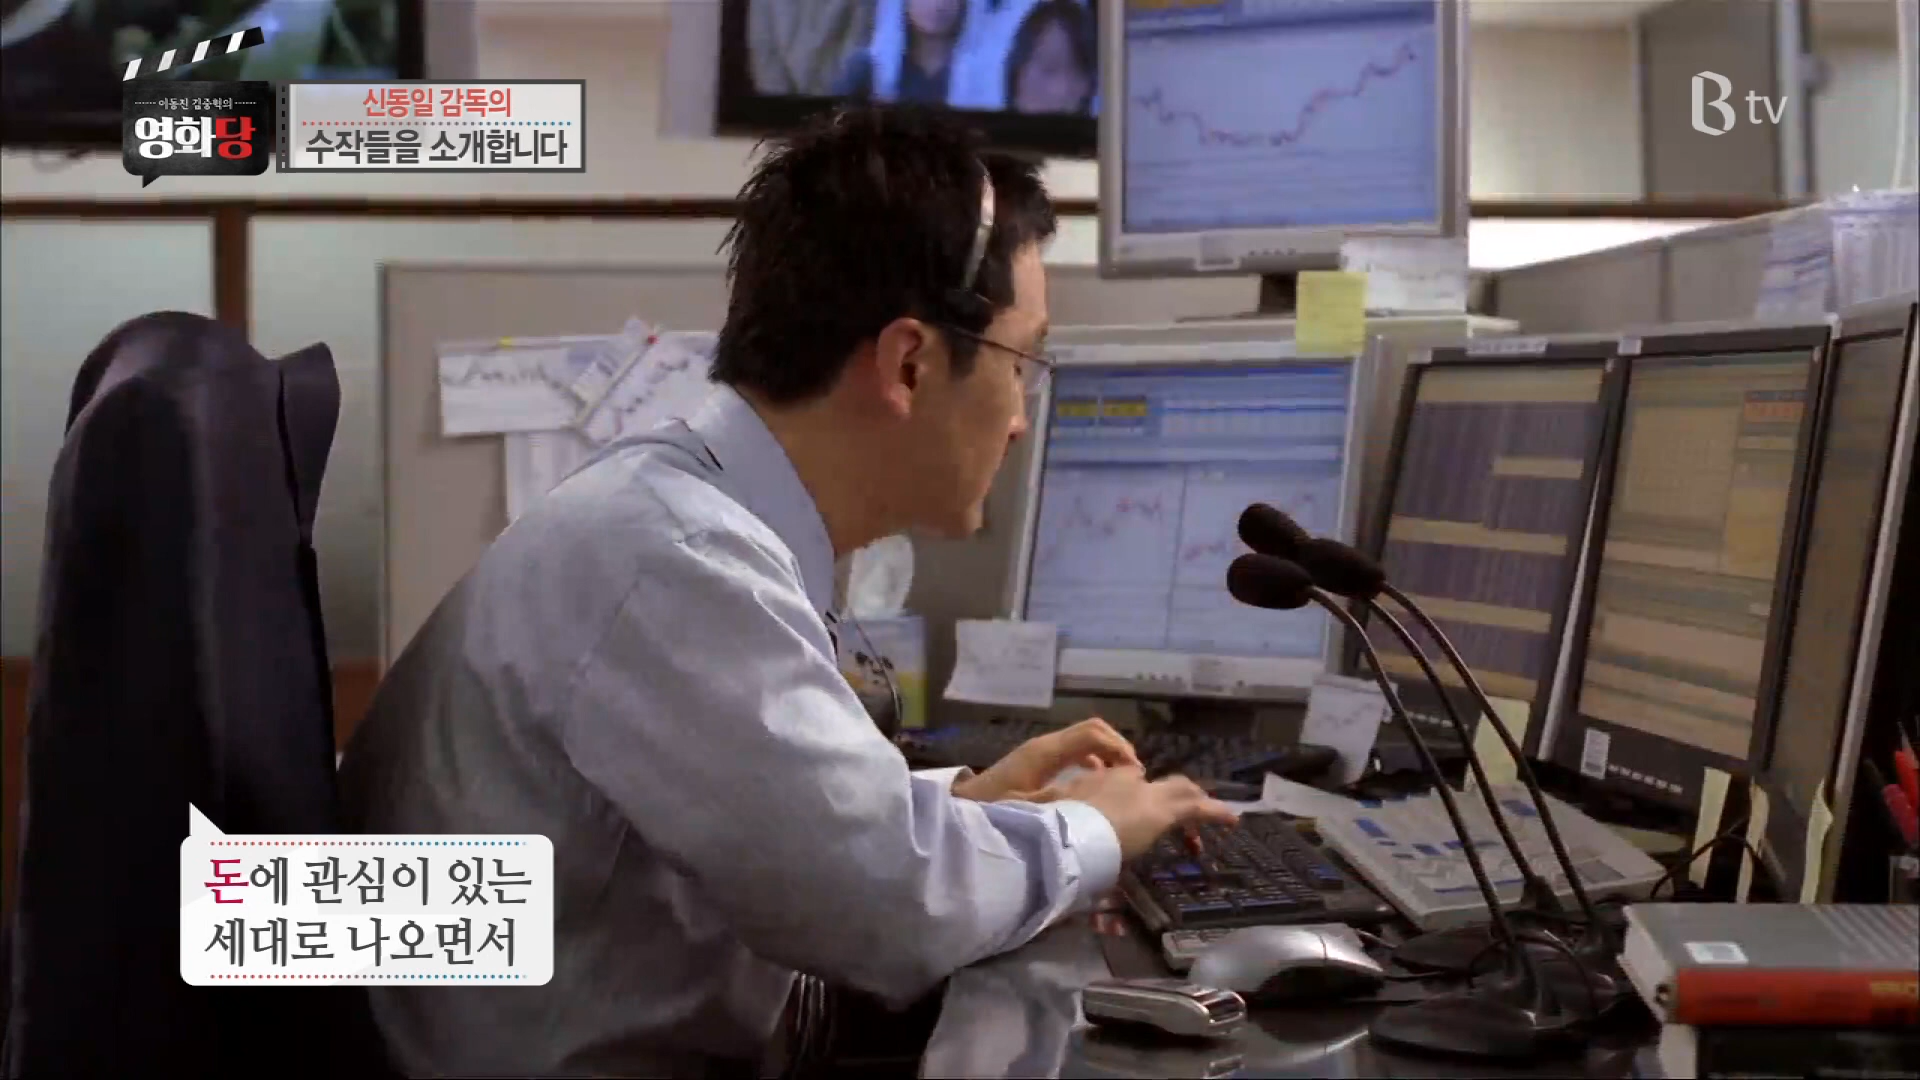 이동진 김중혁의
영화당
신동일 감독의
수작들을 소개합니다
B tv
돈에 관심이 있는
세대로 나오면서